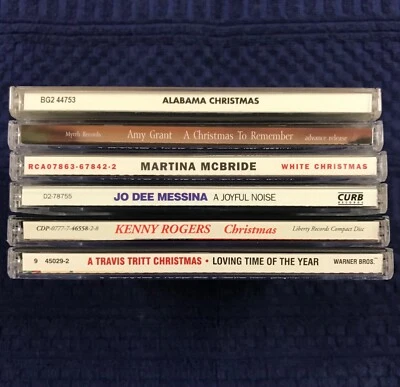 BG2 44753 ALABAMA CHRISTMAS
Myrrh Records Amy Grant A Christmas To Remember advance release
RCA07863-67842-2 MARTINA MCBRIDE WHITE CHRISTMAS
D2-78755 JO DEE MESSINA A JOYFUL NOISE CURB RECORDS
CDP-0777-7-46558-2-8 KENNY ROGERS Christmas Liberty Records Compact Disc
9 45029-2 A TRAVIS TRITT CHRISTMAS • LOVING TIME OF THE YEAR WARNER BROS.